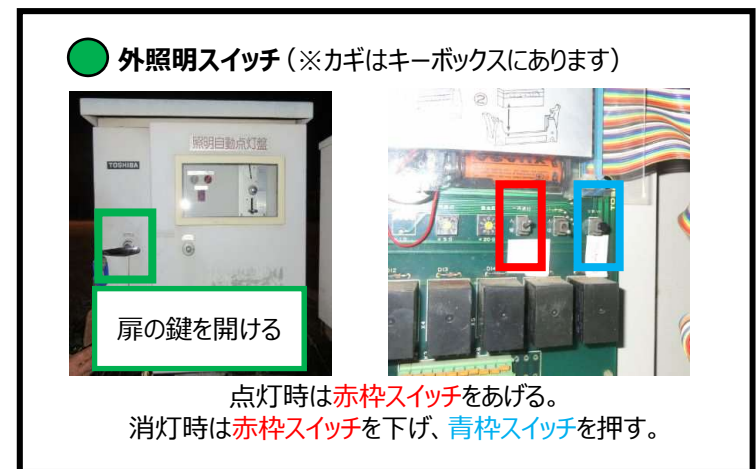 外照明スイッチ（※カギはキーボックスにあります）
照明自動点灯盤
TOSHIBA
②
扉の鍵を開ける
点灯時は赤枠スイッチをあげる。
消灯時は赤枠スイッチを下げ、青枠スイッチを押す。